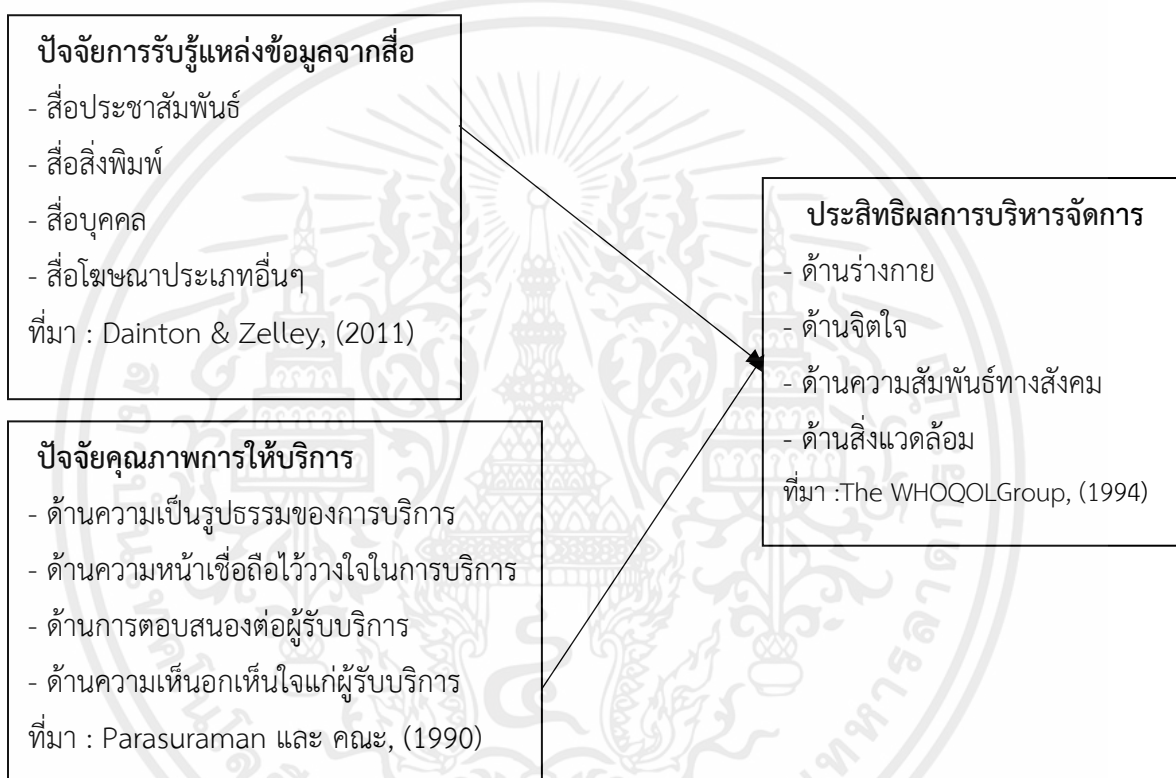 ปัจจัยการรับรู้แหล่งข้อมูลจากสื่อ
- สื่อประชาสัมพันธ์
- สื่อสิ่งพิมพ์
- สื่อบุคคล
- สื่อโฆษณาประเภทอื่นๆ
ที่มา : Dainton & Zelley, (2011)
ปัจจัยคุณภาพการให้บริการ
- ด้านความเป็นรูปธรรมของการบริการ
- ด้านความหน้าเชื่อถือไว้วางใจในการบริการ
- ด้านการตอบสนองต่อผู้รับบริการ
- ด้านความเห็นอกเห็นใจแก่ผู้รับบริการ
ที่มา : Parasuraman และ คณะ, (1990)
ประสิทธิผลการบริหารจัดการ
- ด้านร่างกาย
- ด้านจิตใจ
- ด้านความสัมพันธ์ทางสังคม
- ด้านสิ่งแวดล้อม
ที่มา :The WHOQOLGroup, (1994)